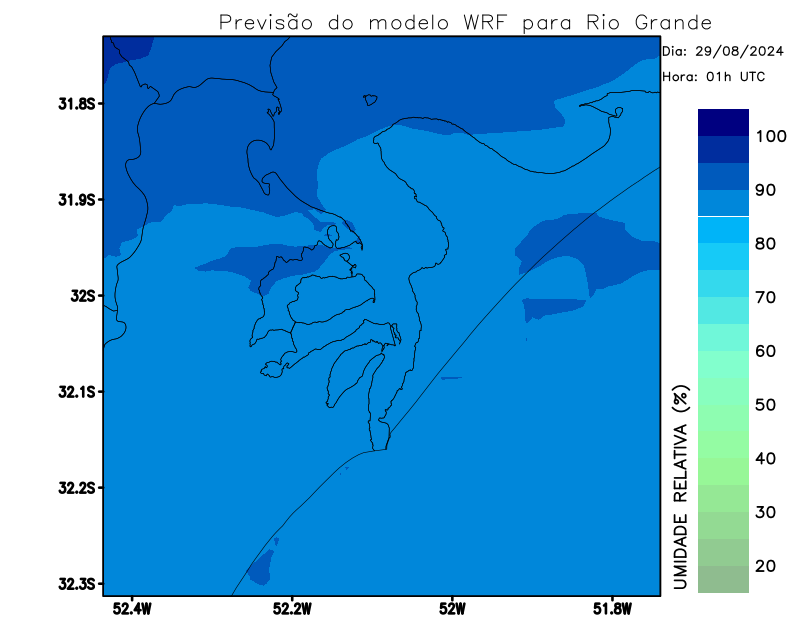 Previsão do modelo WRF para Rio Grande
Dia: 29/08/2024
Hora: 01h UTC
31.8S
31.9S
32S
32.1S
32.2S
32.3S
52.4W
52.2W
52W
51.8W
100
90
80
70
60
50
40
30
20
UMIDADE RELATIVA (%)